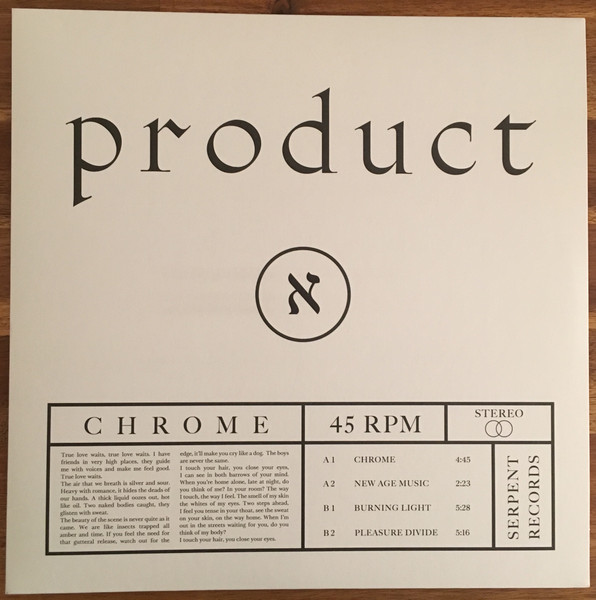 product
א
CHROME
45 RPM
STEREO
True love waits, true love waits. I have
friends in very high places, they guide
me with voices and make me feel good.
True love waits.
The air that we breath is silver and sour.
Heavy with romance, it hides the deads of
our hands. A thick liquid oozes out, hot
like oil. Two naked bodies caught, they
glisten with sweat.
The beauty of the scene is never quite as it
came. We are like insects trapped all
amber and time. If you feel the need for
that guttural release, watch out for the
edge, it'll make you cry like a dog. The boys
are never the same.
I touch your hair, you close your eyes,
I can see in both barrows of your mind.
When you're home alone, late at night, do
you think of me? In your room? The way
I touch, the way I feel. The smell of my skin
the whites of my eyes. Two steps ahead,
I feel you tense in your throat, see the sweat
on your skin, on the way home. When I'm
out in the streets waiting for you, do you
think of my body?
I touch your hair, you close your eyes.
A 1 CHROME 4:45
A 2 NEW AGE MUSIC 2:23
B 1 BURNING LIGHT 5:28
B 2 PLEASURE DIVIDE 5:16
SERPENT
RECORDS